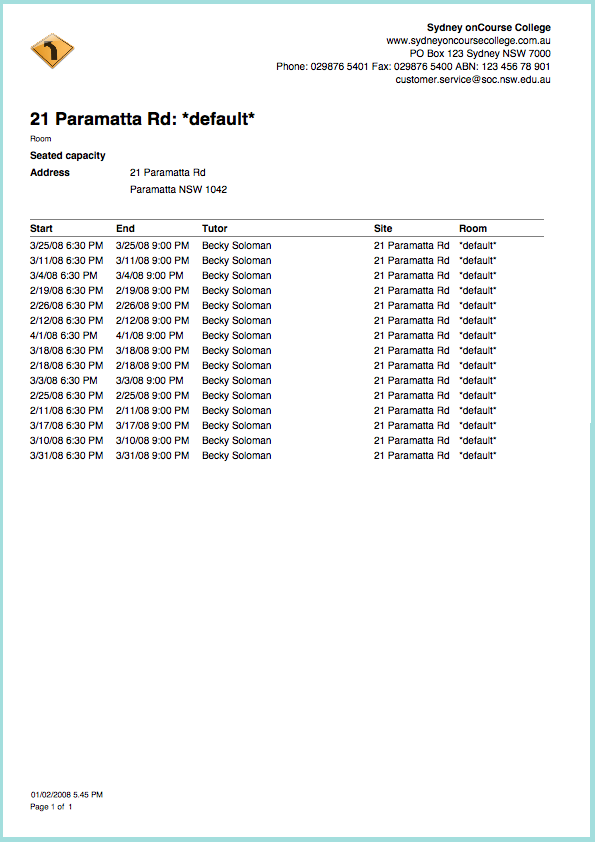 Sydney onCourse College
www.sydneyoncoursecollege.com.au
PO Box 123 Sydney NSW 7000
Phone: 029876 5401 Fax: 029876 5400 ABN: 123 456 78 901
customer.service@soc.nsw.edu.au
21 Paramatta Rd: *default*
Room
Seated capacity
Address 21 Paramatta Rd
Paramatta NSW 1042
Start End Tutor Site Room
3/25/08 6:30 PM 3/25/08 9:00 PM Becky Soloman 21 Paramatta Rd *default*
3/11/08 6:30 PM 3/11/08 9:00 PM Becky Soloman 21 Paramatta Rd *default*
3/4/08 6:30 PM 3/4/08 9:00 PM Becky Soloman 21 Paramatta Rd *default*
2/19/08 6:30 PM 2/19/08 9:00 PM Becky Soloman 21 Paramatta Rd *default*
2/26/08 6:30 PM 2/26/08 9:00 PM Becky Soloman 21 Paramatta Rd *default*
2/12/08 6:30 PM 2/12/08 9:00 PM Becky Soloman 21 Paramatta Rd *default*
4/1/08 6:30 PM 4/1/08 9:00 PM Becky Soloman 21 Paramatta Rd *default*
3/18/08 6:30 PM 3/18/08 9:00 PM Becky Soloman 21 Paramatta Rd *default*
2/18/08 6:30 PM 2/18/08 9:00 PM Becky Soloman 21 Paramatta Rd *default*
3/3/08 6:30 PM 3/3/08 9:00 PM Becky Soloman 21 Paramatta Rd *default*
2/25/08 6:30 PM 2/25/08 9:00 PM Becky Soloman 21 Paramatta Rd *default*
2/11/08 6:30 PM 2/11/08 9:00 PM Becky Soloman 21 Paramatta Rd *default*
3/17/08 6:30 PM 3/17/08 9:00 PM Becky Soloman 21 Paramatta Rd *default*
3/10/08 6:30 PM 3/10/08 9:00 PM Becky Soloman 21 Paramatta Rd *default*
3/31/08 6:30 PM 3/31/08 9:00 PM Becky Soloman 21 Paramatta Rd *default*
01/02/2008 5.45 PM
Page 1 of 1